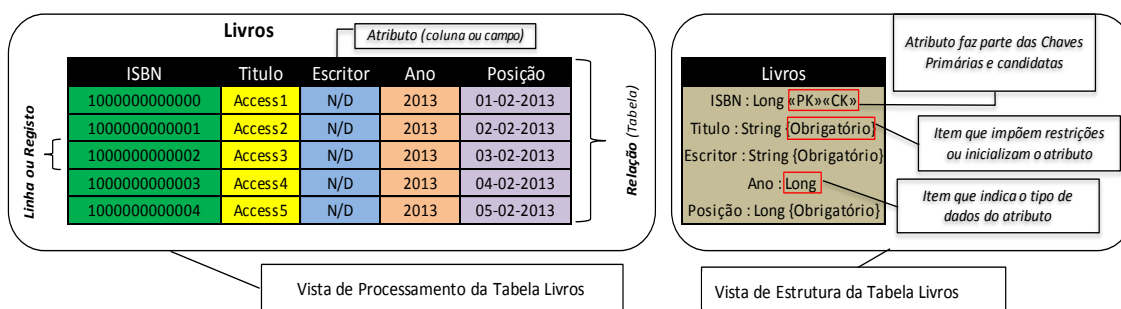 Livros
Atributo (coluna ou campo)
ISBN Titulo Escritor Ano Posição
1000000000000 Access1 N/D 2013 01-02-2013
1000000000001 Access2 N/D 2013 02-02-2013
1000000000002 Access3 N/D 2013 03-02-2013
1000000000003 Access4 N/D 2013 04-02-2013
1000000000004 Access5 N/D 2013 05-02-2013
Linha ou Registo
Relação (Tabela)
Vista de Processamento da Tabela Livros
Livros
ISBN : Long «PK»«CK»
Titulo : String {Obrigatório}
Escritor : String {Obrigatório}
Ano : Long
Posição : Long {Obrigatório}
Atributo faz parte das Chaves
Primárias e candidatas
Item que impõem restrições
ou inicializam o atributo
Item que indica o tipo de
dados do atributo
Vista de Estrutura da Tabela Livros